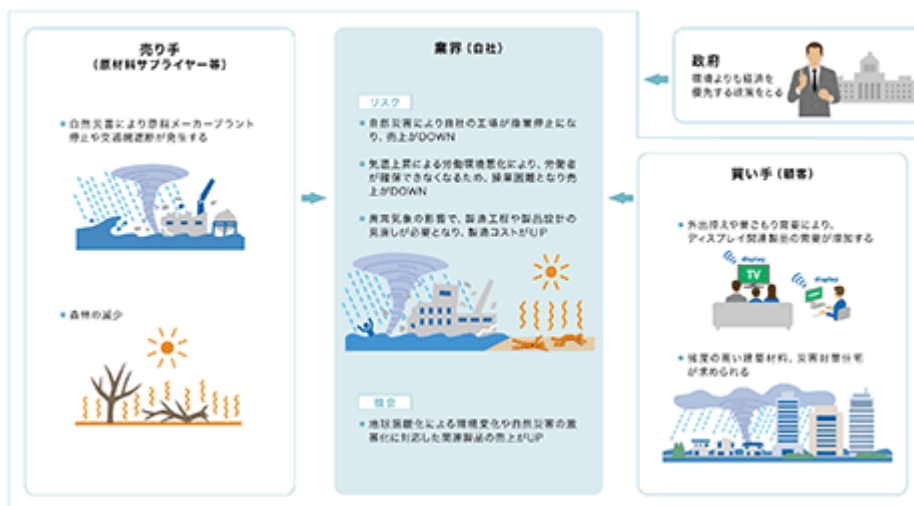 売り手
(原材料サプライヤー等)
● 自然災害により原料メーカープラント
停止や交通網遮断が発生する
● 森林の減少
業界(自社)
リスク
● 自然災害により自社の工場が操業停止にな
り、売上がDOWN
● 気温上昇による労働環境悪化により、労働者
が確保できなくなるため、操業困難となり売
上がDOWN
● 異常気象の影響で、製造工程や製品設計の
見直しが必要となり、製造コストがUP
機会
● 地球温暖化による環境変化や自然災害の激
甚化に対応した関連製品の売上がUP
政府
環境よりも経済を
優先する政策をとる
買い手(顧客)
● 外出控えや巣ごもり需要により、
ディスプレイ関連製品の需要が増加する
display
TV
display
● 強度の高い建築材料、災害対策住宅
が求められる